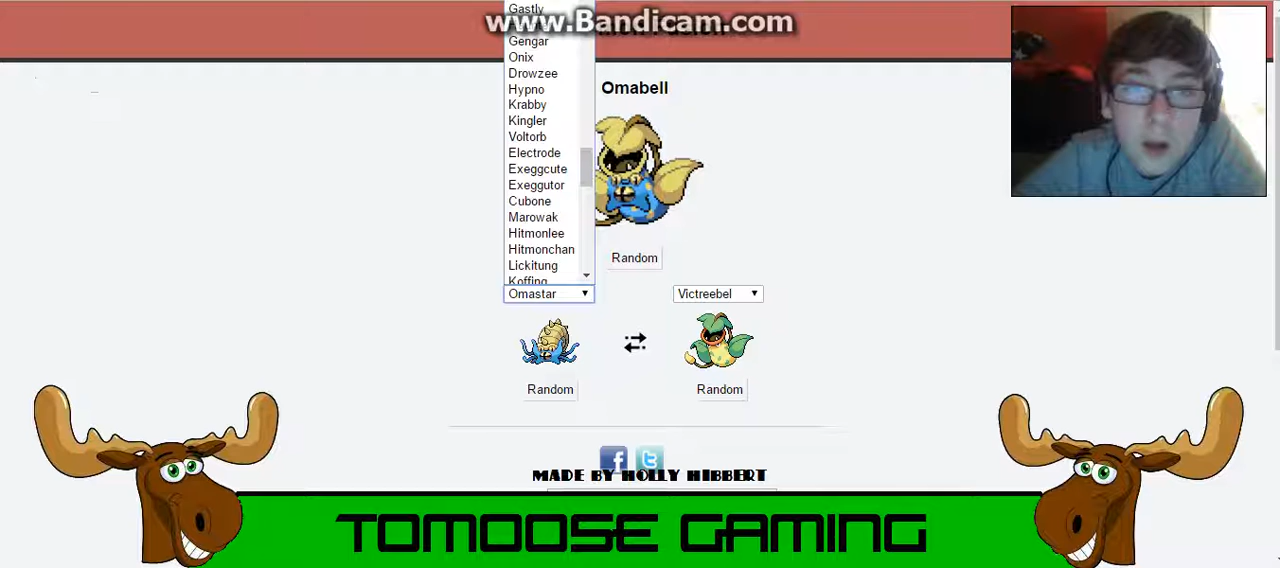 www.Bandicam.com
Gastly
Gengar
Onix
Drowzee
Hypno
Krabby
Kingler
Voltorb
Electrode
Exeggcute
Exeggutor
Cubone
Marowak
Hitmonlee
Hitmonchan
Lickitung
Koffing
Omabell
Random
Omastar
Victreebel
Random
Random
f
t
MADE BY HOLLY HIBBERT
TOMOOSE GAMING